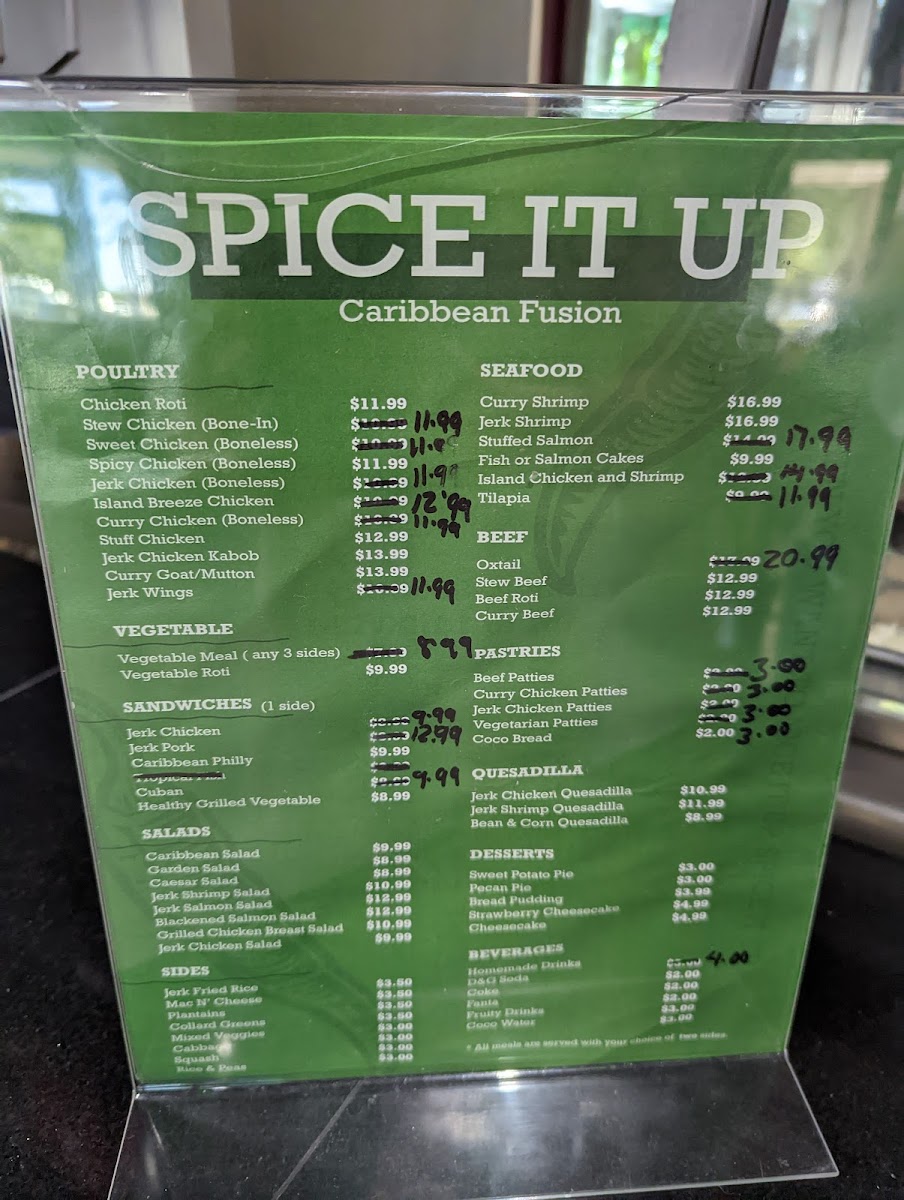 SPICE IT UP
Caribbean Fusion
POULTRY
Chicken Roti $11.99
Stew Chicken (Bone-In) 11.99
Sweet Chicken (Boneless) 11.99
Spicy Chicken (Boneless) $11.99
Jerk Chicken (Boneless) 11.99
Island Breeze Chicken 12.99
Curry Chicken (Boneless) 11.99
Stuff Chicken $12.99
Jerk Chicken Kabob $13.99
Curry Goat/Mutton $13.99
Jerk Wings 11.99
VEGETABLE
Vegetable Meal ( any 3 sides) 8.99
Vegetable Roti $9.99
SANDWICHES (1 side)
Jerk Chicken 9.99
Jerk Pork 12.99
Caribbean Philly $9.99
Cuban 9.99
Healthy Grilled Vegetable $8.99
SALADS
Caribbean Salad $9.99
Garden Salad $8.99
Caesar Salad $8.99
Jerk Shrimp Salad $10.99
Jerk Salmon Salad $12.99
Blackened Salmon Salad $12.99
Grilled Chicken Breast Salad $10.99
Jerk Chicken Salad $9.99
SIDES
Jerk Fried Rice $3.50
Mac N' Cheese $3.50
Plantains $3.50
Collard Greens $3.00
Mixed Veggies $3.00
Cabbage $3.00
Squash $3.00
Rice & Peas
SEAFOOD
Curry Shrimp $16.99
Jerk Shrimp $16.99
Stuffed Salmon 17.99
Fish or Salmon Cakes $9.99
Island Chicken and Shrimp 14.99
Tilapia 11.99
BEEF
Oxtail 20.99
Stew Beef $12.99
Beef Roti $12.99
Curry Beef $12.99
PASTRIES
Beef Patties 3.00
Curry Chicken Patties 3.00
Jerk Chicken Patties 3.00
Vegetarian Patties
Coco Bread $2.00 3.00
QUESADILLA
Jerk Chicken Quesadilla $10.99
Jerk Shrimp Quesadilla $11.99
Bean & Corn Quesadilla $8.99
DESSERTS
Sweet Potato Pie $3.00
Pecan Pie $3.00
Bread Pudding $3.99
Strawberry Cheesecake $4.99
Cheesecake $4.99
BEVERAGES
Homemade Drinks 4.00
D&G Soda $2.00
Coke $2.00
Fanta $2.00
Fruity Drinks $3.00
Coco Water $3.00
* All meals are served with your choice of two sides.